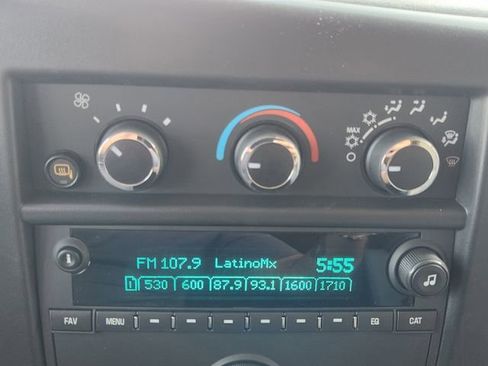 MAX
FM 107.9 LatinoMx 5:55
1 530 600 87.9 93.1 1600 1710
FAV MENU EQ CAT